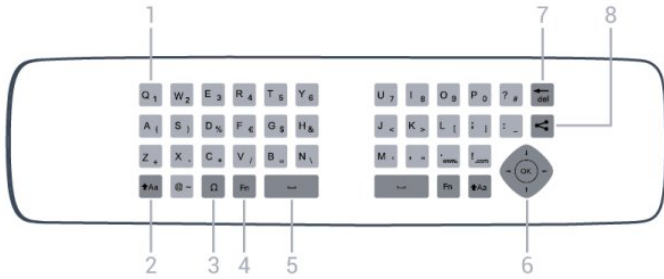 1 7 8
Q 1 W 2 E 3 R 4 T 5 Y 6 U 7 I 8 O 9 P 0 ? # del
A ( S ) D % F € G $ H & J < K > L [ ; ] : _
Z + X - C * V / B = N \ M ' , " . www. ! .com OK
Aa @ ~ Ω Fn Fn Aa
2 3 4 5 6